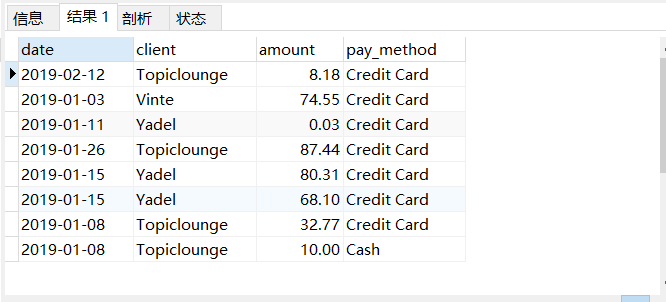 信息 结果 1 剖析 状态
date client amount pay_method
2019-02-12 Topiclounge 8.18 Credit Card
2019-01-03 Vinte 74.55 Credit Card
2019-01-11 Yadel 0.03 Credit Card
2019-01-26 Topiclounge 87.44 Credit Card
2019-01-15 Yadel 80.31 Credit Card
2019-01-15 Yadel 68.10 Credit Card
2019-01-08 Topiclounge 32.77 Credit Card
2019-01-08 Topiclounge 10.00 Cash